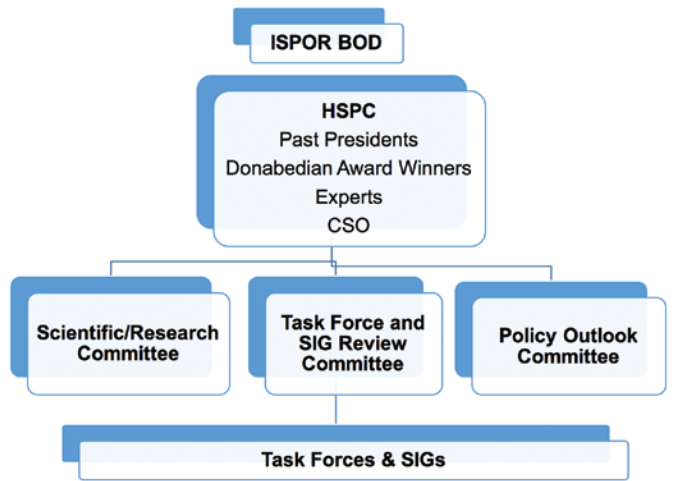 ISPOR BOD
HSPC
Past Presidents
Donabedian Award Winners
Experts
CSO
Scientific/Research
Committee
Task Force and
SIG Review
Committee
Policy Outlook
Committee
Task Forces & SIGs